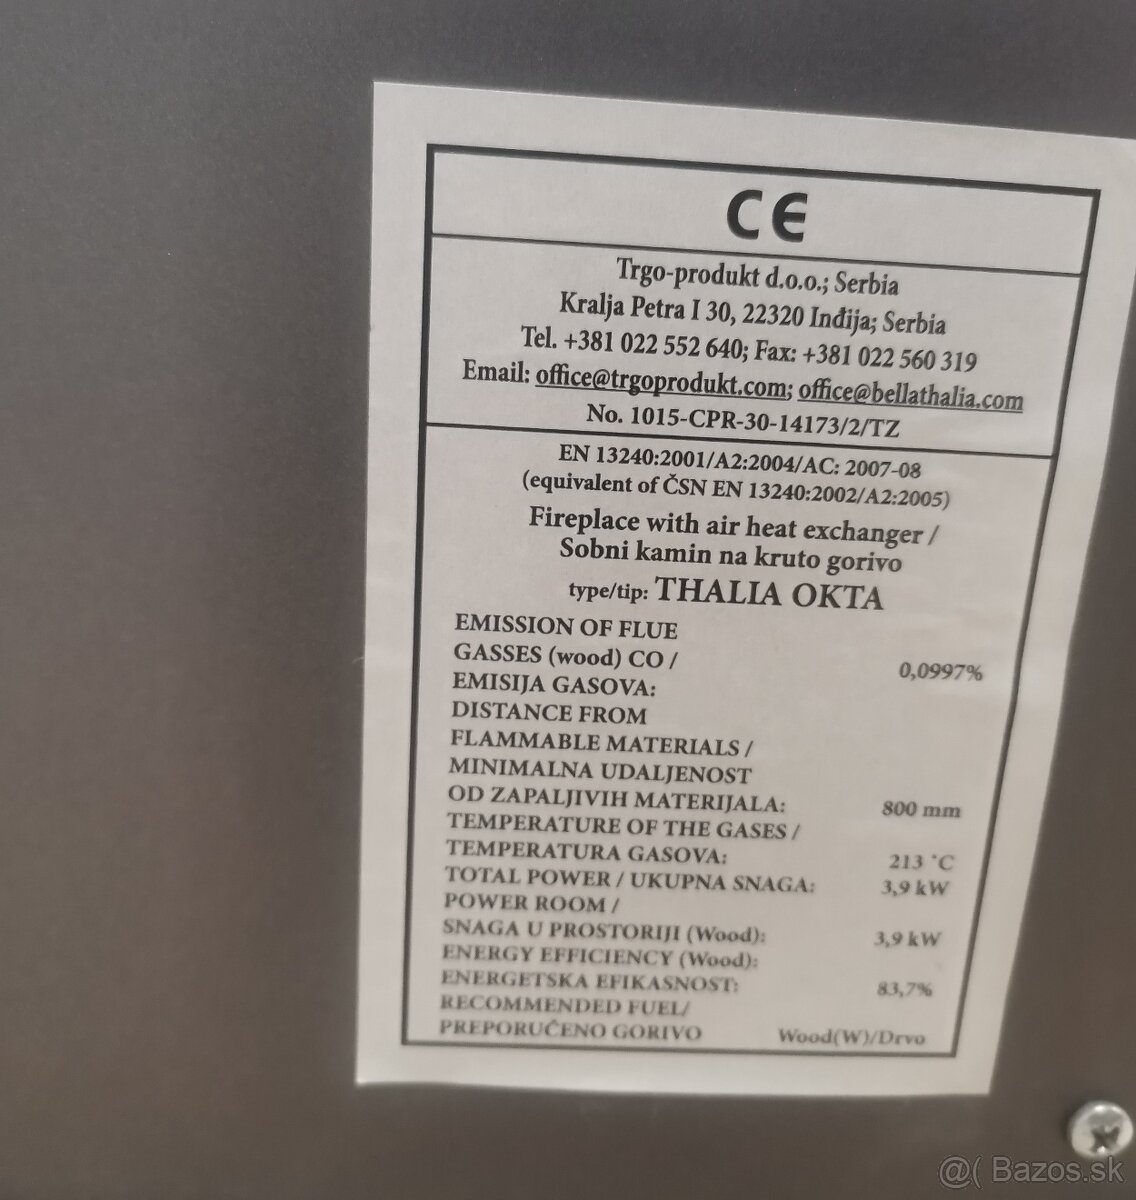 CE
Trgo-produkt d.o.o.; Serbia
Kralja Petra I 30, 22320 Inđija; Serbia
Tel. +381 022 552 640; Fax: +381 022 560 319
Email: office@trgoprodukt.com; office@bellathalia.com
No. 1015-CPR-30-14173/2/TZ
EN 13240:2001/A2:2004/AC: 2007-08
(equivalent of ČSN EN 13240:2002/A2:2005)
Fireplace with air heat exchanger /
Sobni kamin na kruto gorivo
type/tip: THALIA OKTA
EMISSION OF FLUE
GASSES (wood) CO / 0,0997%
EMISIJA GASOVA:
DISTANCE FROM
FLAMMABLE MATERIALS /
MINIMALNA UDALJENOST
OD ZAPALJIVIH MATERIJALA: 800 mm
TEMPERATURE OF THE GASES /
TEMPERATURA GASOVA: 213 °C
TOTAL POWER / UKUPNA SNAGA: 3,9 kW
POWER ROOM /
SNAGA U PROSTORIJI (Wood): 3,9 kW
ENERGY EFFICIENCY (Wood):
ENERGETSKA EFIKASNOST: 83,7%
RECOMMENDED FUEL/
PREPORUČENO GORIVO Wood(W)/Drvo
@( Bazos.sk